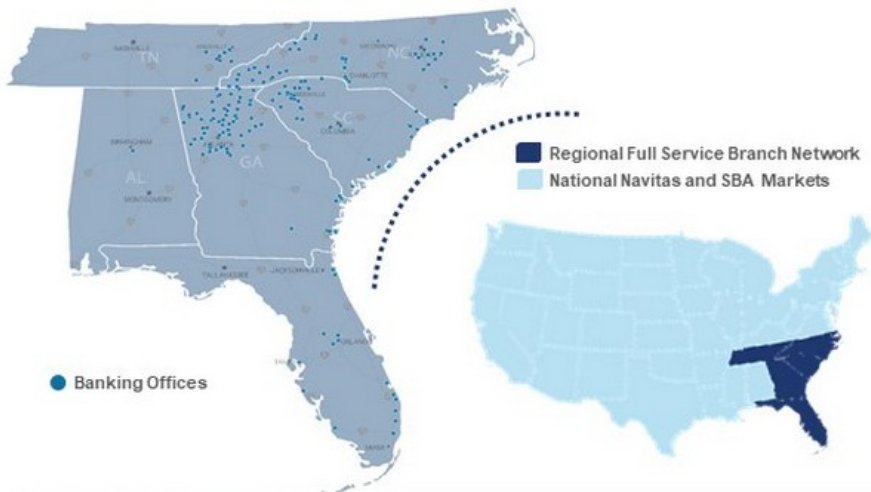 NASHVILLE
KNOXVILLE
TN
NC
CHARLOTTE
GREENVILLE
SC
COLUMBIA
ATLANTA
BIRMINGHAM
GA
AL
MONTGOMERY
TALLAHASSEE
JACKSONVILLE
ORLANDO
MIAMI
Regional Full Service Branch Network
National Navitas and SBA Markets
Banking Offices